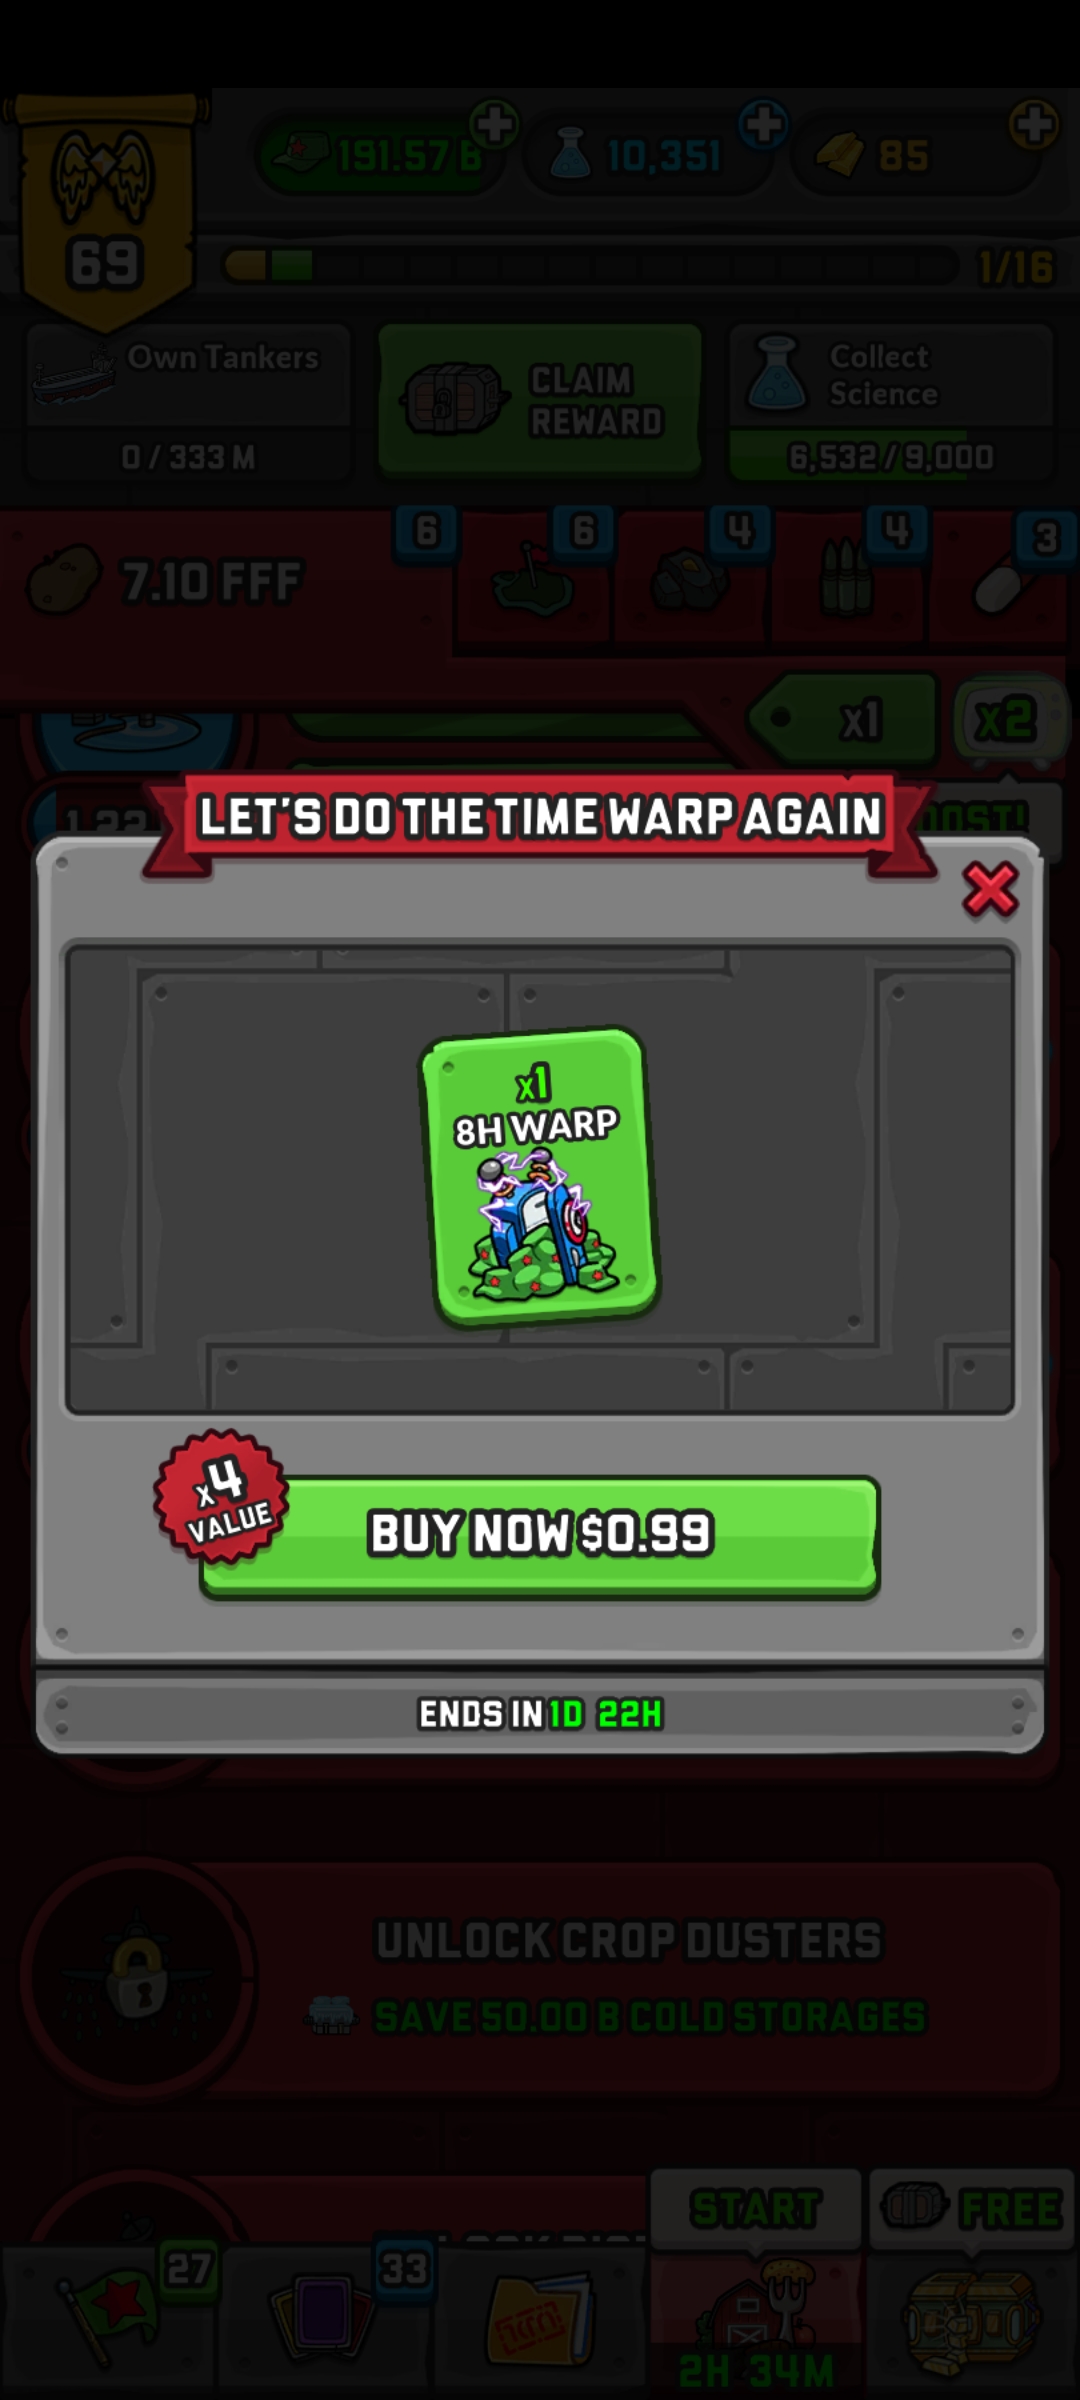 191.57 B
10,351
85
69
1/16
Own Tankers
0 / 333 M
CLAIM
REWARD
Collect
Science
6,532 / 9,000
7.10 FFF
6
6
4
4
3
x1
x2
LET'S DO THE TIME WARP AGAIN
x1
8H WARP
x4
VALUE
BUY NOW $0.99
ENDS IN 1D 22H
UNLOCK CROP DUSTERS
SAVE 50.00 B COLD STORAGES
START
FREE
27
33
2H 34M